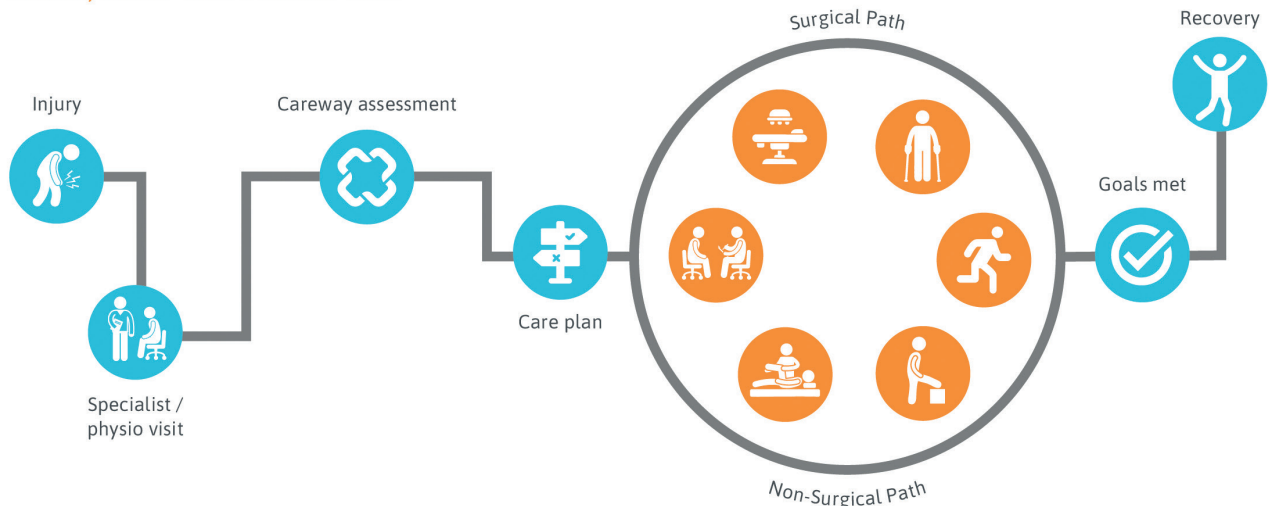 Injury
Specialist /
physio visit
Careway assessment
Care plan
Surgical Path
Non-Surgical Path
Goals met
Recovery